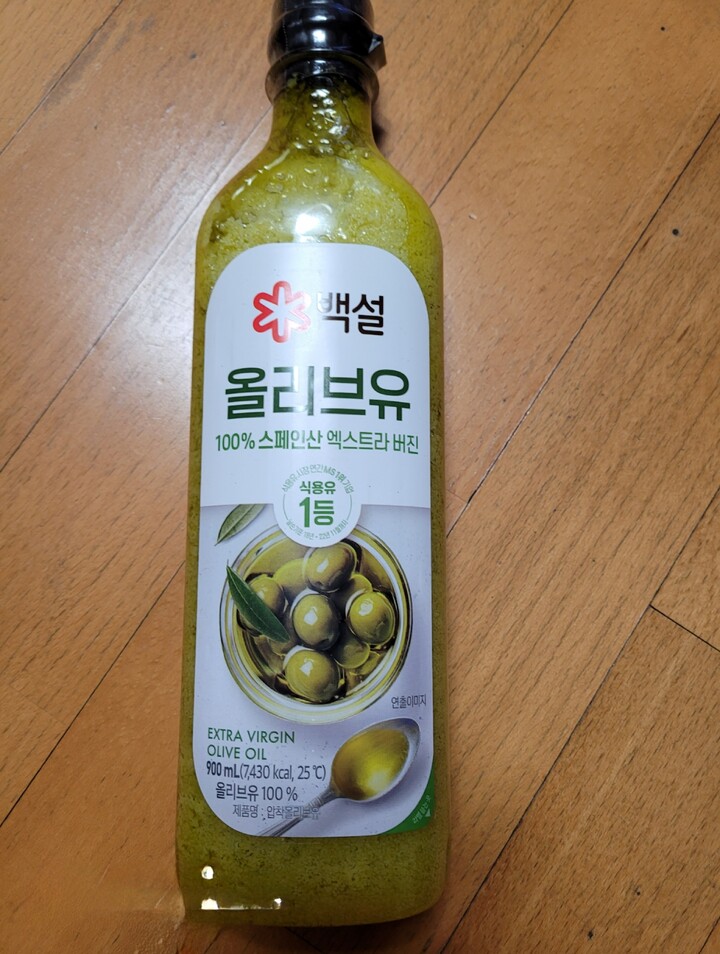 백설
올리브유
100% 스페인산 엑스트라 버진
식용유
1등
연출이미지
EXTRA VIRGIN
OLIVE OIL
900 mL(7,430 kcal, 25 ℃)
올리브유 100 %
제품명 : 압착올리브유